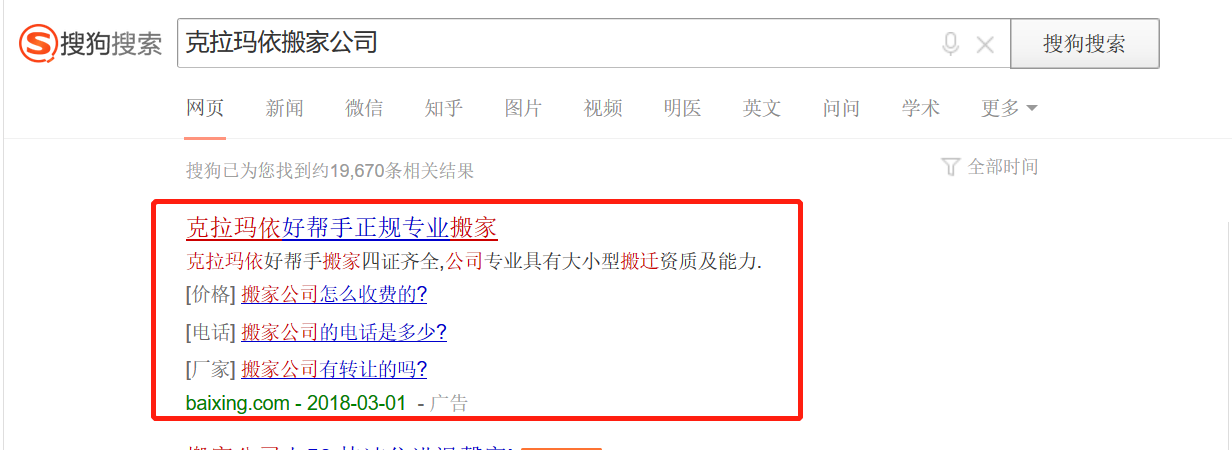 搜狗搜索 克拉玛依搬家公司 搜狗搜索
网页 新闻 微信 知乎 图片 视频 明医 英文 问问 学术 更多
搜狗已为您找到约19,670条相关结果 全部时间
克拉玛依好帮手正规专业搬家
克拉玛依好帮手搬家四证齐全,公司专业具有大小型搬迁资质及能力.
[价格] 搬家公司怎么收费的?
[电话] 搬家公司的电话是多少?
[厂家] 搬家公司有转让的吗?
baixing.com - 2018-03-01 - 广告